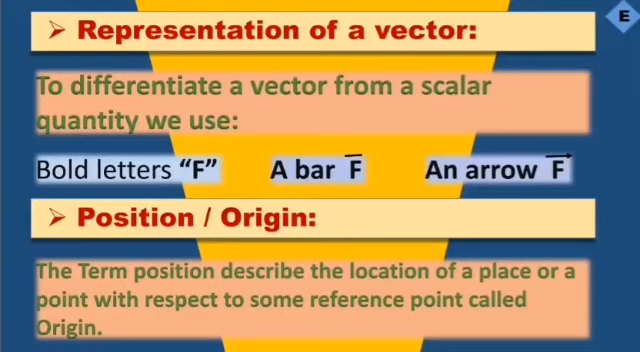 E
➢ Representation of a vector:
To differentiate a vector from a scalar
quantity we use:
Bold letters “F” A bar F̅ An arrow F⃗
➢ Position / Origin:
The Term position describe the location of a place or a
point with respect to some reference point called
Origin.